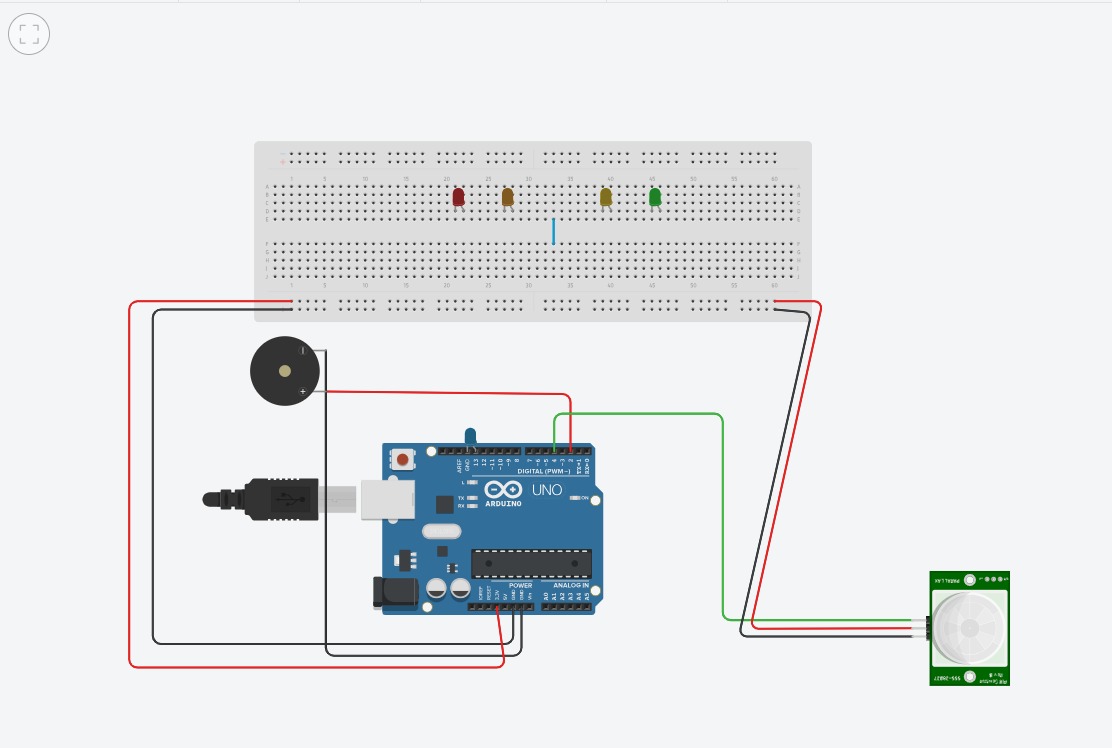 1 5 10 15 20 25 30 35 40 45 50 55 60
A A
B B
C C
D D
E E
F F
G G
H H
I I
J J
1 5 10 15 20 25 30 35 40 45 50 55 60
+
AREF
GND
13
12
~11
~10
~9
8
7
~6
~5
4
~3
2
TX→1
RX←0
DIGITAL (PWM~)
L
TX
RX
UNO
ON
ARDUINO
POWER
ANALOG IN
IOREF
RESET
3.3V
5V
GND
GND
Vin
A0
A1
A2
A3
A4
A5
PARALLAX
555-28027
PIR Sensor
Rev B